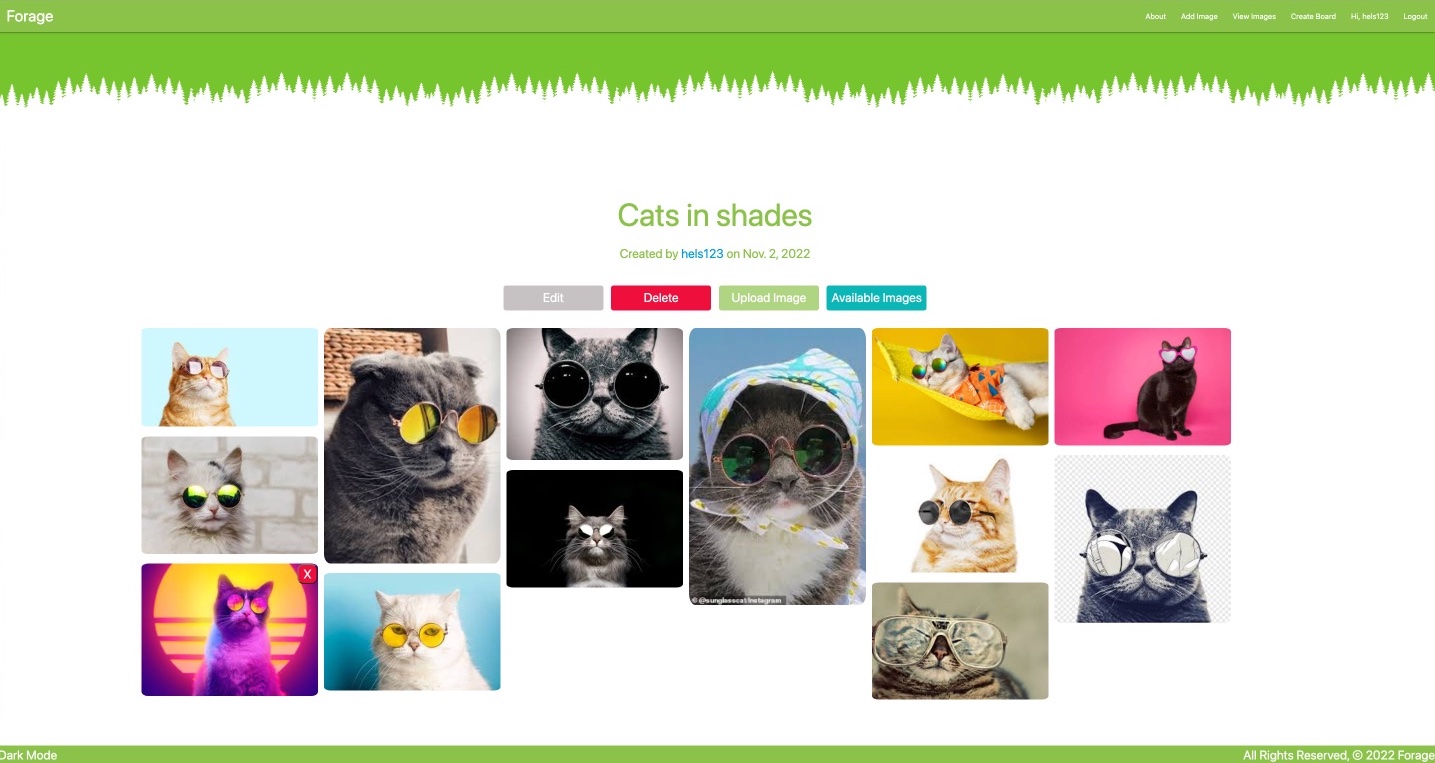 Forage
About Add Image View Images Create Board Hi, hels123 Logout
Cats in shades
Created by hels123 on Nov. 2, 2022
Edit Delete Upload Image Available Images
X
© @sunglasscat/Instagram
Dark Mode All Rights Reserved, © 2022 Forage